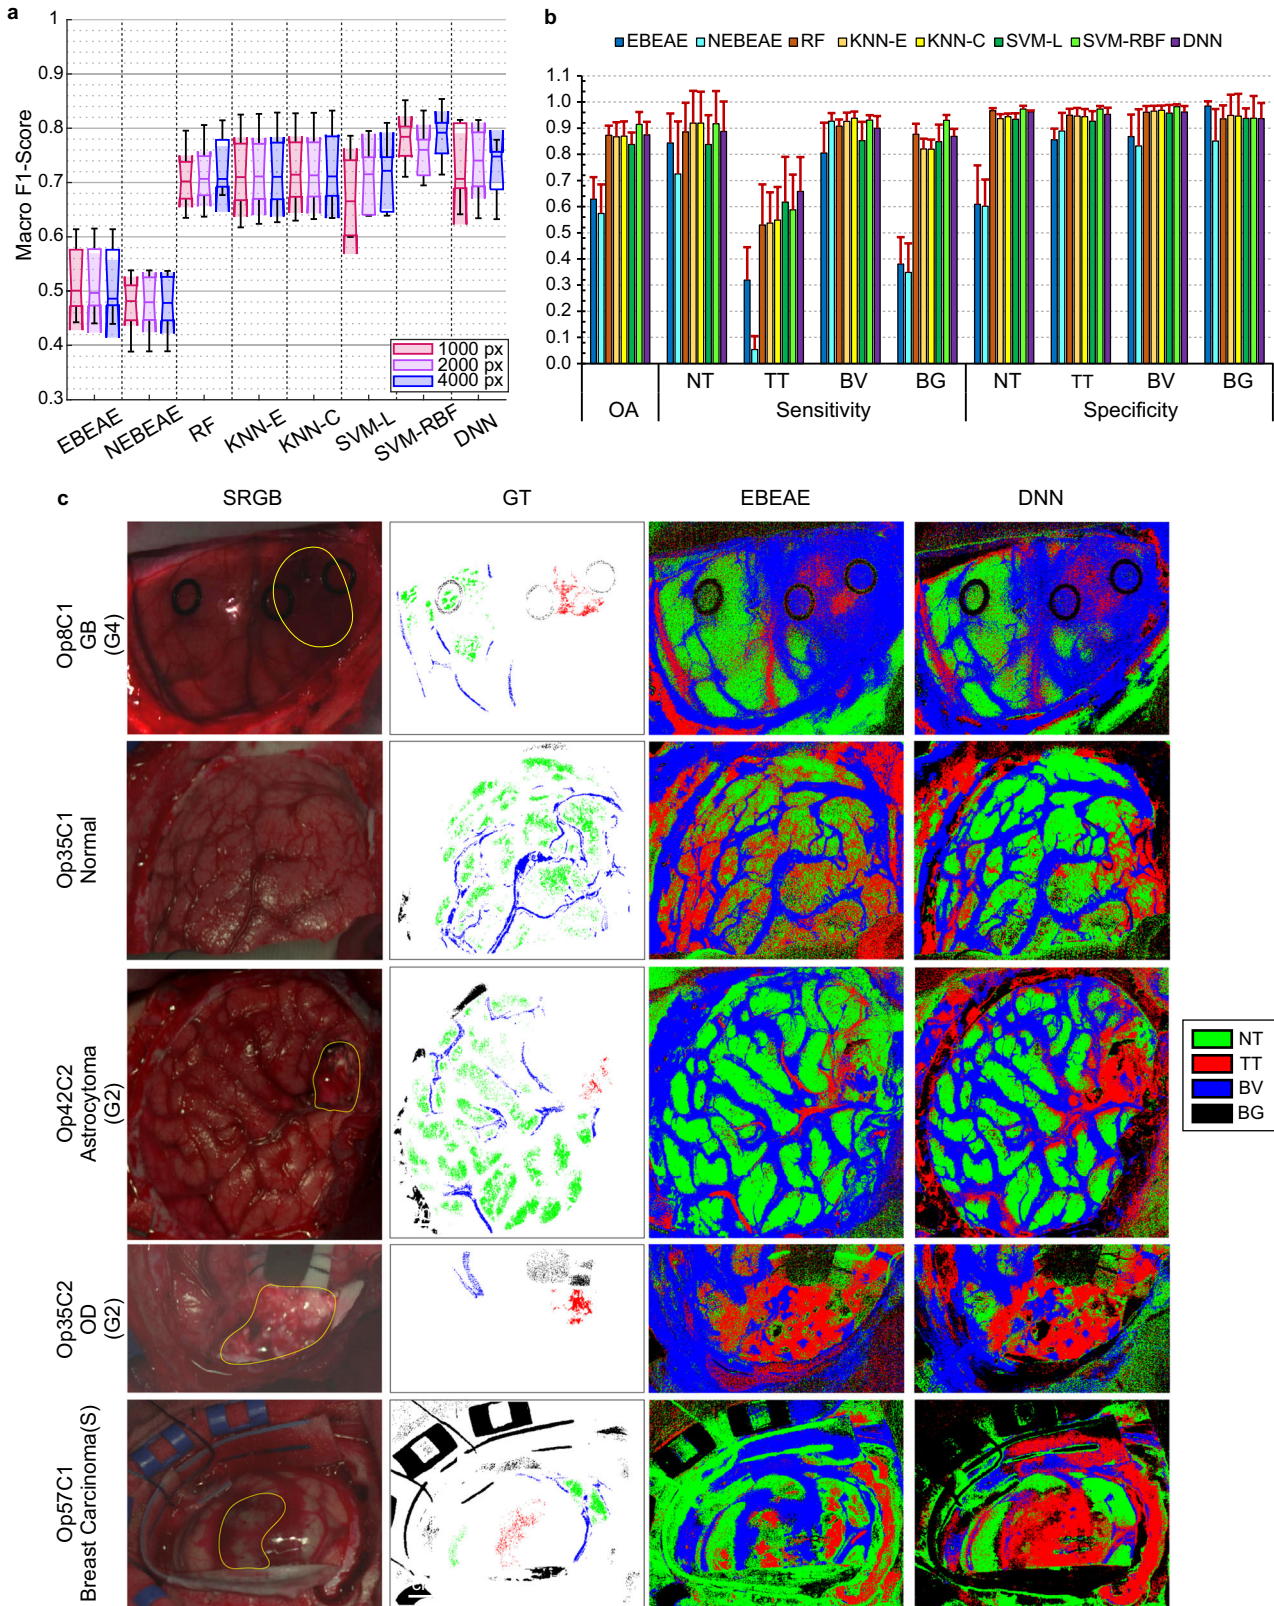 a
Macro F1-Score
1
0.9
0.8
0.7
0.6
0.5
0.4
0.3
1000 px
2000 px
4000 px
EBEAE NEBEAE RF KNN-E KNN-C SVM-L SVM-RBF DNN
b
EBEAE NEBEAE RF KNN-E KNN-C SVM-L SVM-RBF DNN
1.1
1.0
0.9
0.8
0.7
0.6
0.5
0.4
0.3
0.2
0.1
0.0
NT TT BV BG NT TT BV BG
OA Sensitivity Specificity
c
SRGB GT EBEAE DNN
Op8C1
GB
(G4)
Op35C1
Normal
Op42C2
Astrocytoma
(G2)
Op35C2
OD
(G2)
Op57C1
Breast Carcinoma(S)
NT
TT
BV
BG